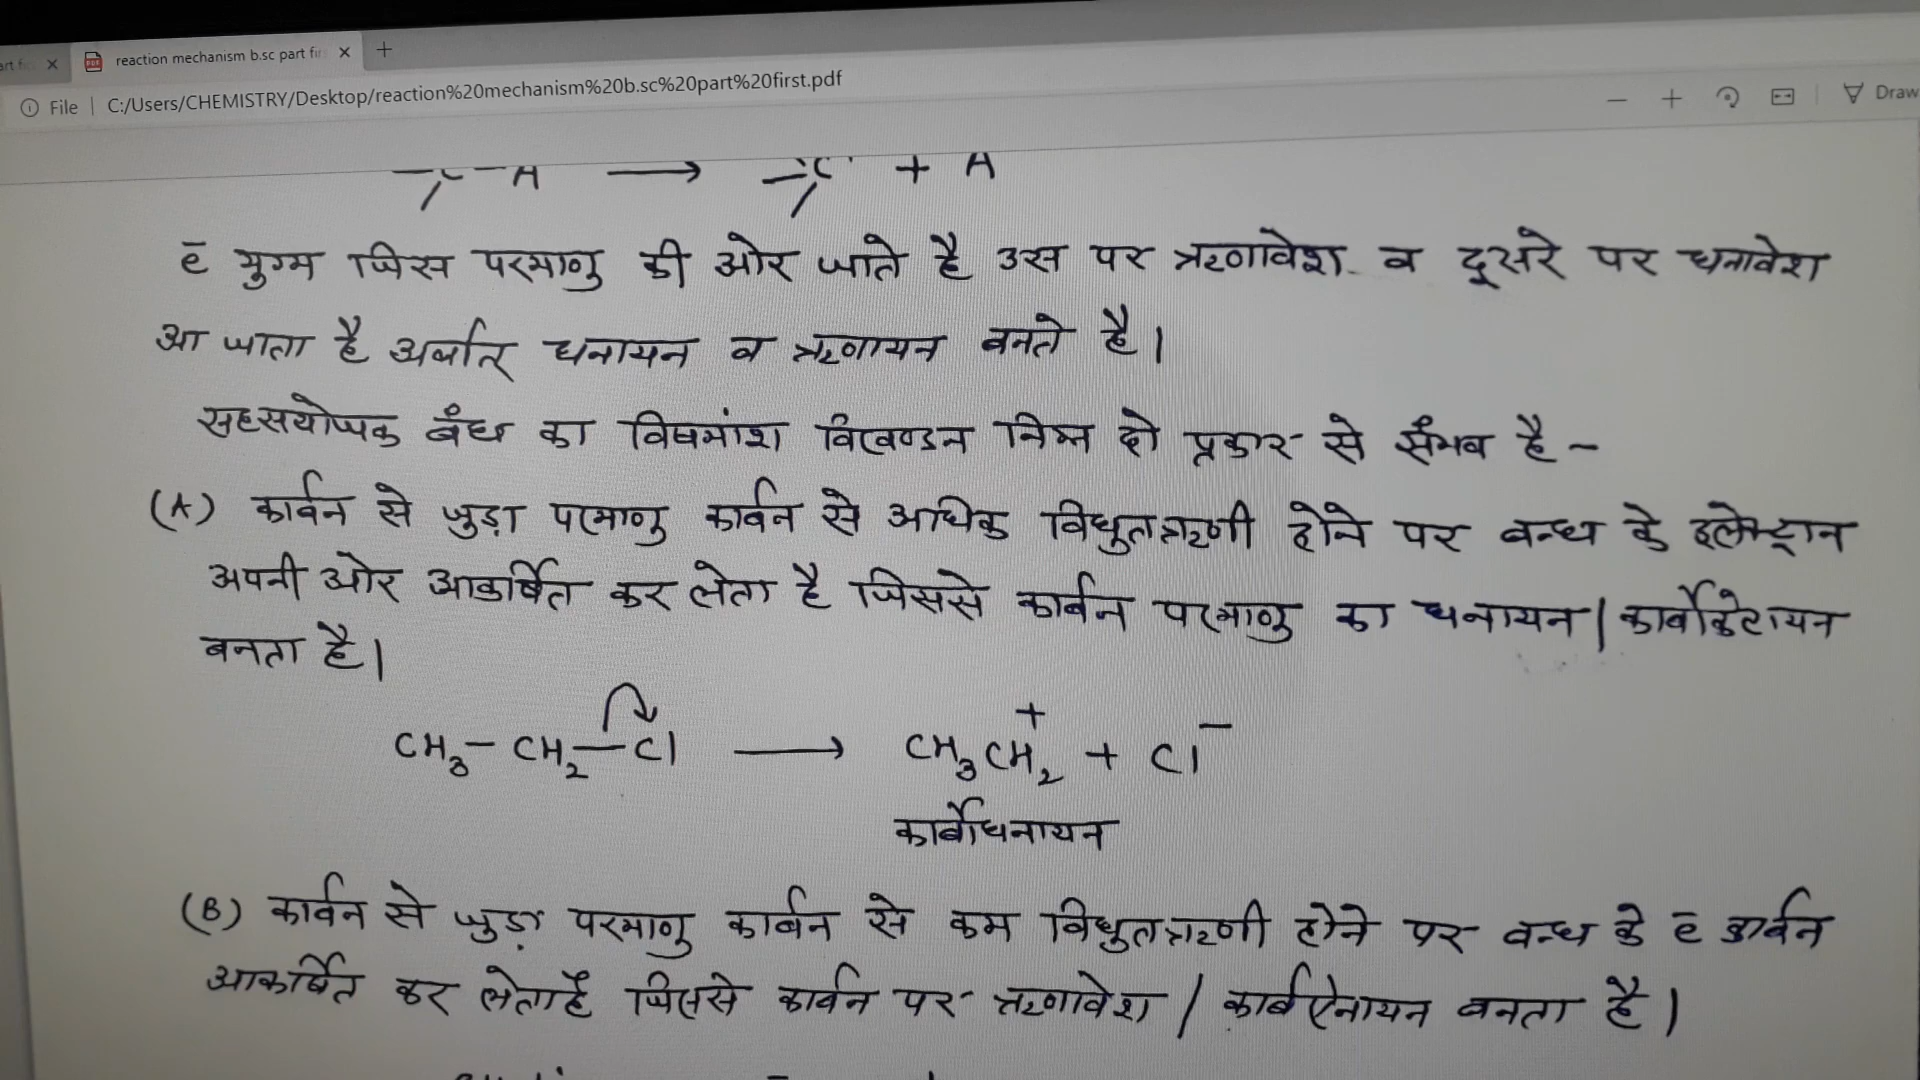 reaction mechanism b.sc part fir
File | C:/Users/CHEMISTRY/Desktop/reaction%20mechanism%20b.sc%20part%20first.pdf
Draw
ē युग्म जिस परमाणु की ओर जाते है उस पर ऋणावेश व दूसरे पर धनावेश
आ जाता है अर्थात् धनायन व ऋणायन बनते है।
सहसयोजक बंध का विषमांश विखण्डन निम्न दो प्रकार से संभव है -
(A) कार्बन से जुड़ा परमाणु कार्बन से अधिक विधुतऋणी होने पर बन्ध के इलेक्ट्रान
अपनी ओर आकर्षित कर लेता है जिससे कार्बन परमाणु का धनायन / कार्बोकेटायन
बनता है।
CH₃ - CH₂ - Cl ⟶ CH₃CH₂⁺ + Cl⁻
कार्बोधनायन
(B) कार्बन से जुड़ा परमाणु कार्बन से कम विधुतऋणी होने पर बन्ध के ē कार्बन
आकर्षित कर लेता है जिससे कार्बन पर ऋणावेश / कार्बऐनायन बनता है।